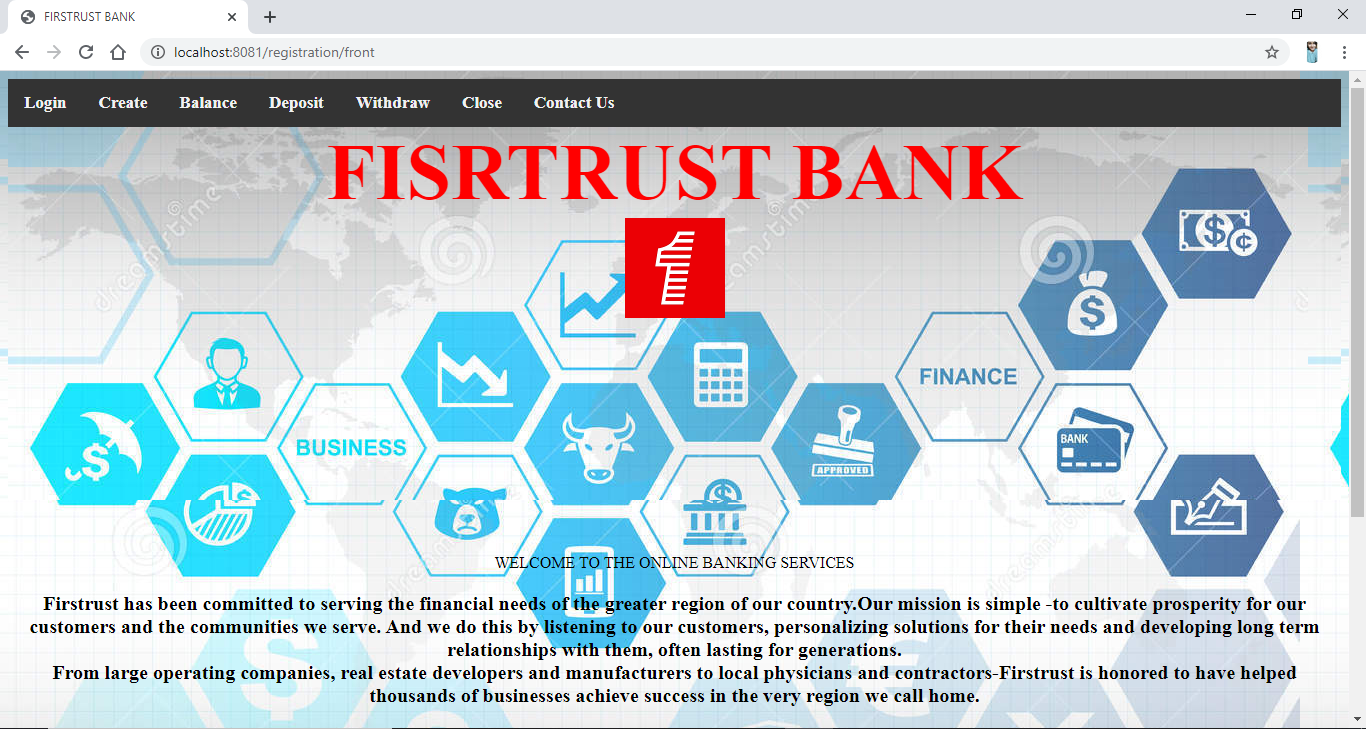 FIRSTRUST BANK
localhost:8081/registration/front
Login Create Balance Deposit Withdraw Close Contact Us
FISRTRUST BANK
1
dreamstime
dreamstime
FINANCE
BUSINESS
BANK
APPROVED
dreamstime
dreamstime
WELCOME TO THE ONLINE BANKING SERVICES
Firstrust has been committed to serving the financial needs of the greater region of our country.Our mission is simple -to cultivate prosperity for our
customers and the communities we serve. And we do this by listening to our customers, personalizing solutions for their needs and developing long term
relationships with them, often lasting for generations.
From large operating companies, real estate developers and manufacturers to local physicians and contractors-Firstrust is honored to have helped
thousands of businesses achieve success in the very region we call home.